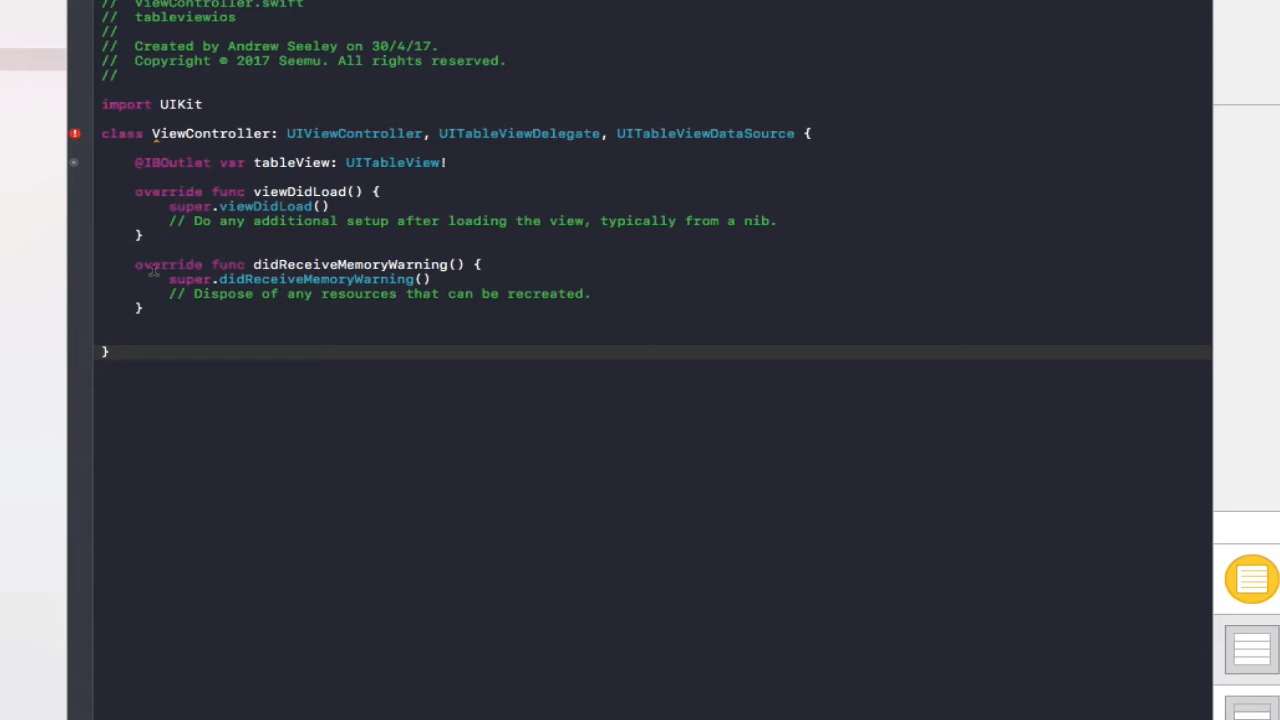 // ViewController.swift
// tableviewios
//
// Created by Andrew Seeley on 30/4/17.
// Copyright © 2017 Seemu. All rights reserved.
//
import UIKit
class ViewController: UIViewController, UITableViewDelegate, UITableViewDataSource {
@IBOutlet var tableView: UITableView!
override func viewDidLoad() {
super.viewDidLoad()
// Do any additional setup after loading the view, typically from a nib.
}
override func didReceiveMemoryWarning() {
super.didReceiveMemoryWarning()
// Dispose of any resources that can be recreated.
}
}